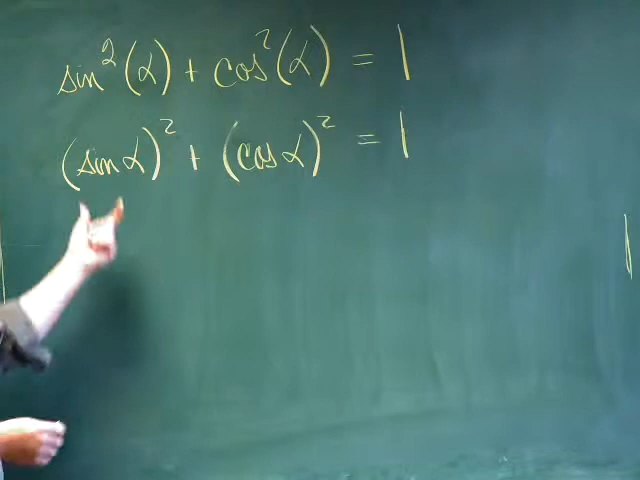 sin²(α) + cos²(α) = 1
(sin α)² + (cos α)² = 1